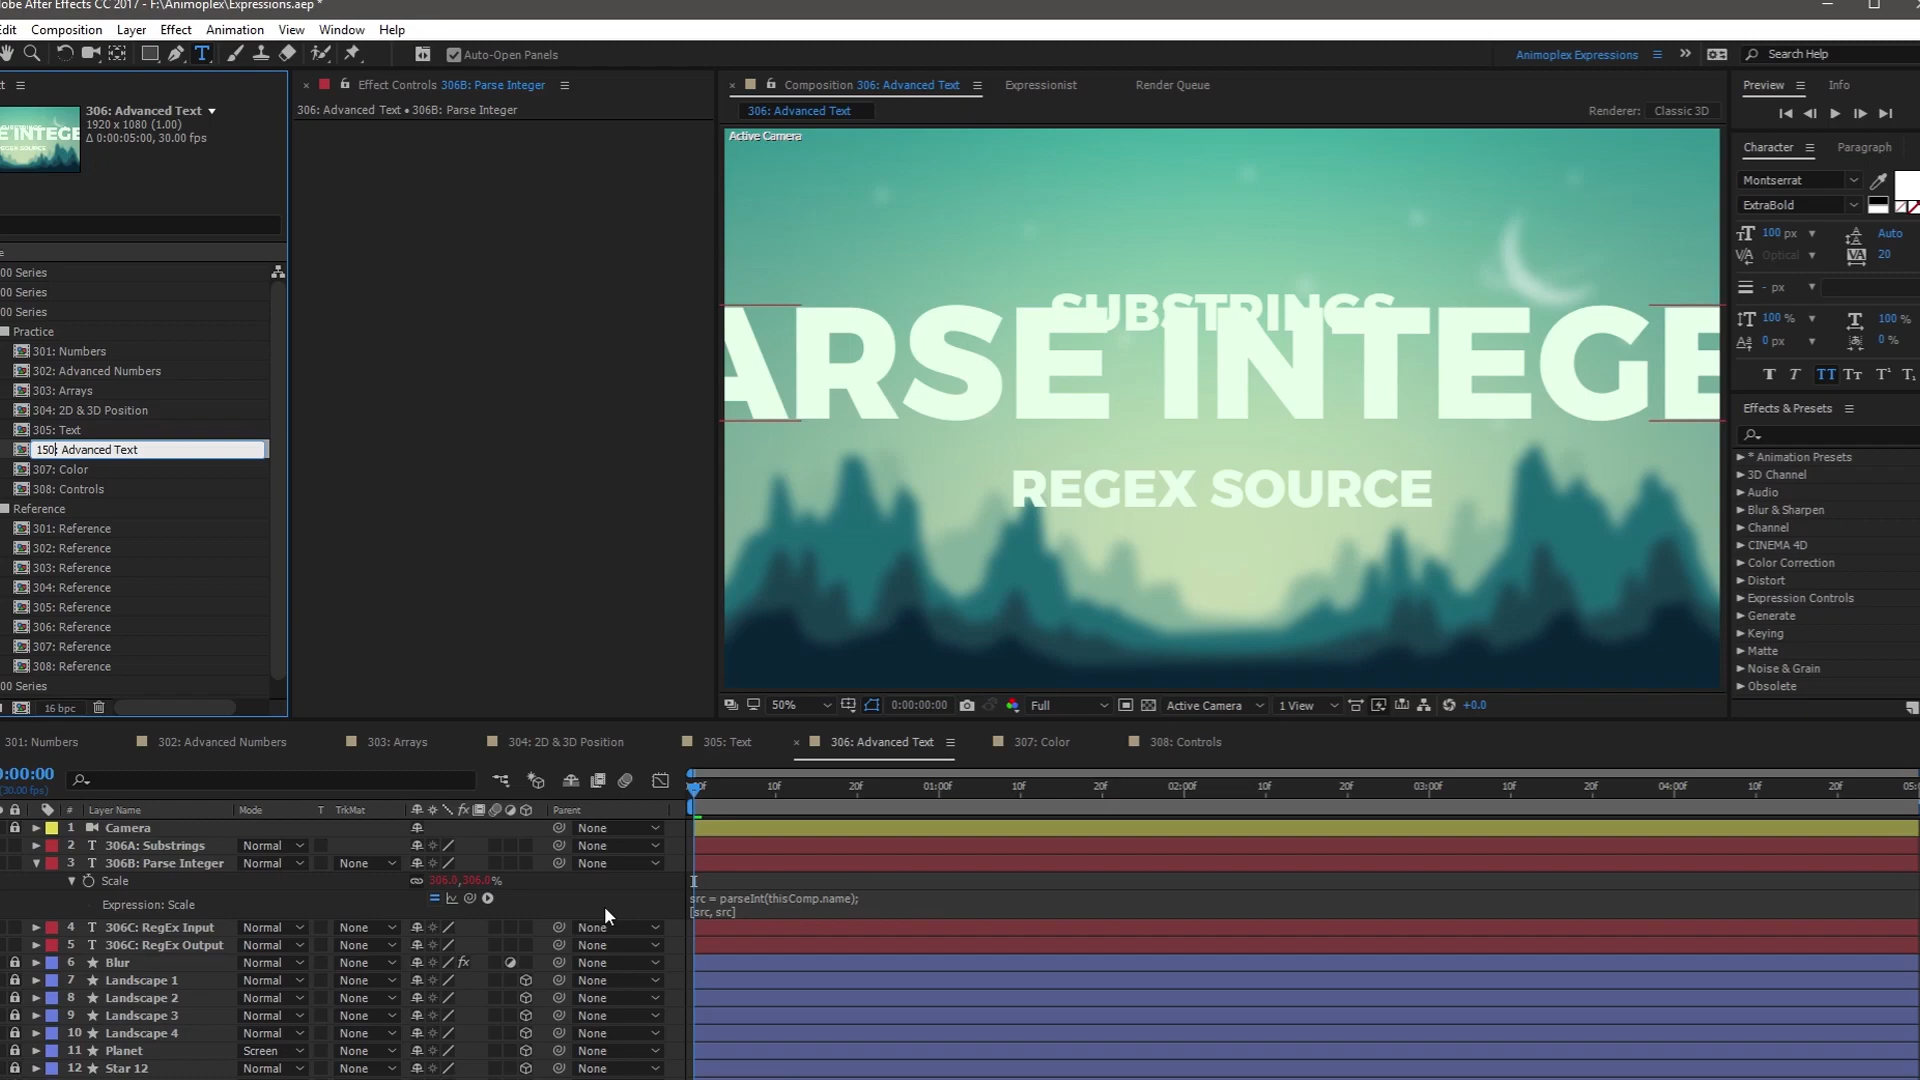 dobe After Effects CC 2017 - F:\Animoplex\Expressions.aep *
Edit Composition Layer Effect Animation View Window Help
Auto-Open Panels
Animoplex Expressions
Search Help
306: Advanced Text
1920 x 1080 (1.00)
Δ 0:00:05:00, 30.00 fps
00 Series
00 Series
00 Series
Practice
301: Numbers
302: Advanced Numbers
303: Arrays
304: 2D & 3D Position
305: Text
150: Advanced Text
307: Color
308: Controls
Reference
301: Reference
302: Reference
303: Reference
304: Reference
305: Reference
306: Reference
307: Reference
308: Reference
00 Series
16 bpc
Effect Controls 306B: Parse Integer
306: Advanced Text • 306B: Parse Integer
Composition 306: Advanced Text
Expressionist
Render Queue
306: Advanced Text
Renderer: Classic 3D
Active Camera
SUBSTRINGS
ARSE INTEGE
REGEX SOURCE
50% 0:00:00:00 Full Active Camera 1 View +0.0
Preview Info
Character Paragraph
Montserrat
ExtraBold
100 px Auto
Optical 20
- px
100 % 100 %
0 px 0 %
Effects & Presets
* Animation Presets
3D Channel
Audio
Blur & Sharpen
Channel
CINEMA 4D
Color Correction
Distort
Expression Controls
Generate
Keying
Matte
Noise & Grain
Obsolete
301: Numbers 302: Advanced Numbers 303: Arrays 304: 2D & 3D Position 305: Text 306: Advanced Text 307: Color 308: Controls
0:00:00
(30.00 fps)
00f 10f 20f 01:00f 10f 20f 02:00f 10f 20f 03:00f 10f 20f 04:00f 10f 20f 05:0
# Layer Name Mode T TrkMat Parent
1 Camera None
2 306A: Substrings Normal None
3 306B: Parse Integer Normal None None
Scale 306.0,306.0%
Expression: Scale
src = parseInt(thisComp.name);
[src, src]
4 306C: RegEx Input Normal None None
5 306C: RegEx Output Normal None None
6 Blur Normal None None
7 Landscape 1 Normal None None
8 Landscape 2 Normal None None
9 Landscape 3 Normal None None
10 Landscape 4 Normal None None
11 Planet Screen None None
12 Star 12 Normal None None